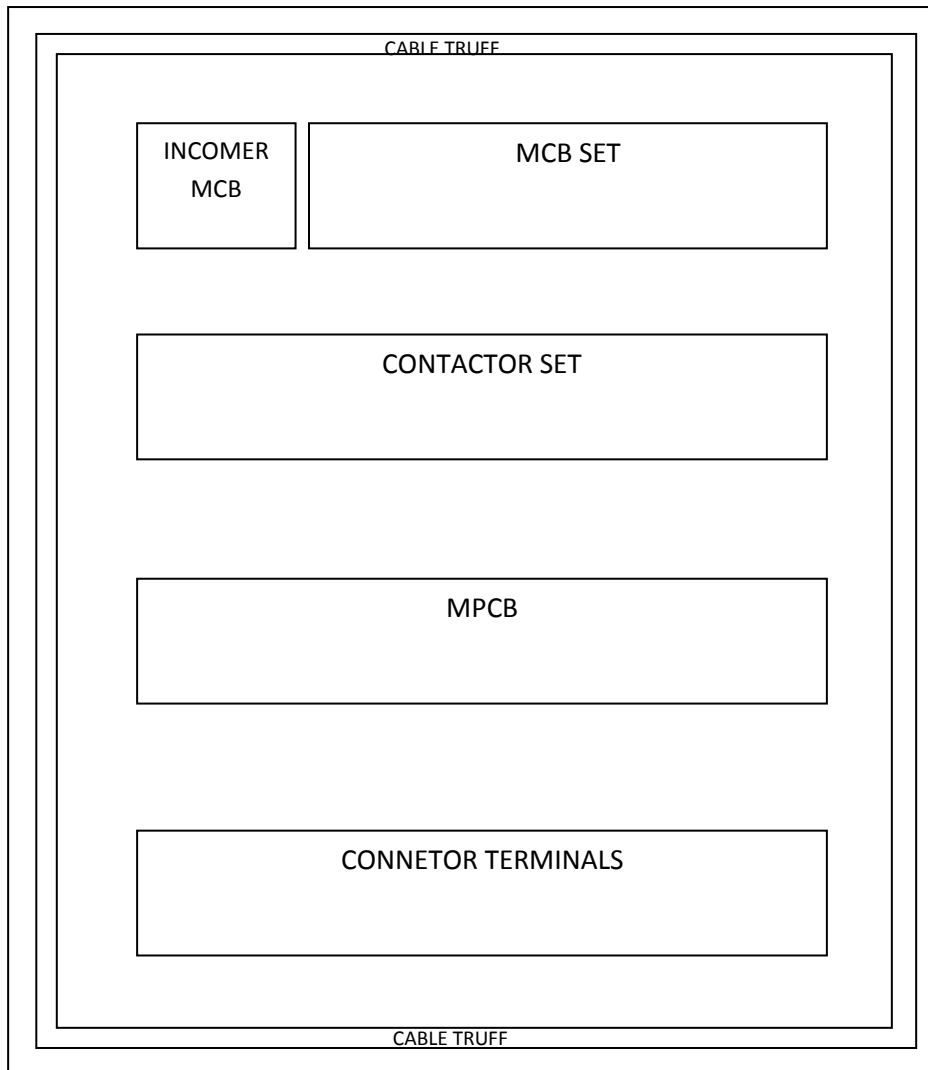 CABLE TRUFF
INCOMER
MCB
MCB SET
CONTACTOR SET
MPCB
CONNETOR TERMINALS
CABLE TRUFF